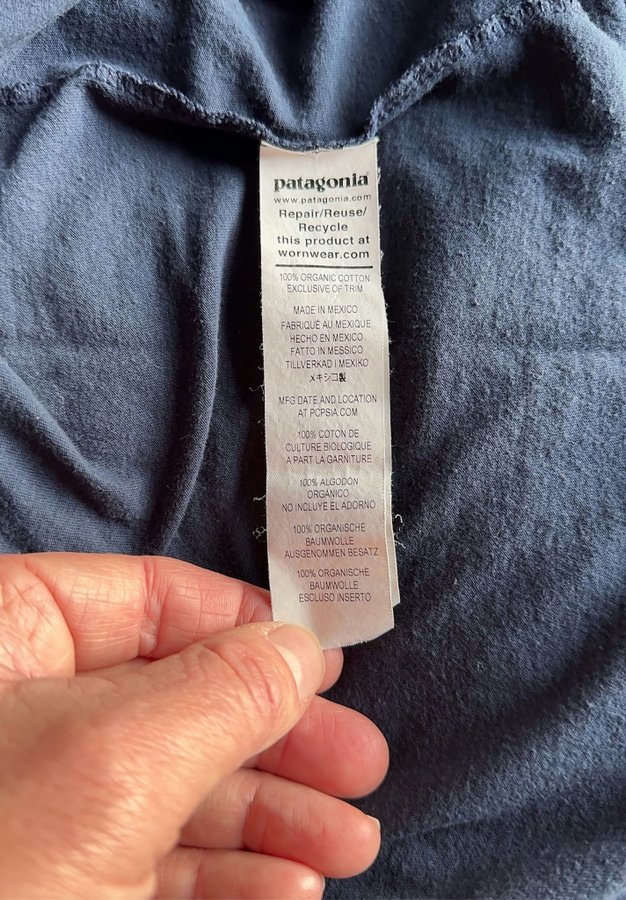 patagonia
www.patagonia.com
Repair/Reuse/
Recycle
this product at
wornwear.com
100% ORGANIC COTTON
EXCLUSIVE OF TRIM
MADE IN MEXICO
FABRIQUÉ AU MEXIQUE
HECHO EN MEXICO
FATTO IN MESSICO
TILLVERKAD I MEXIKO
メキシコ製
MFG DATE AND LOCATION
AT PCPSIA.COM
100% COTON DE
CULTURE BIOLOGIQUE
A PART LA GARNITURE
100% ALGODÓN
ORGÁNICO
NO INCLUYE EL ADORNO
100% ORGANISCHE
BAUMWOLLE
AUSGENOMMEN BESATZ
100% ORGANISCHE
BAUMWOLLE
ESCLUSO INSERTO